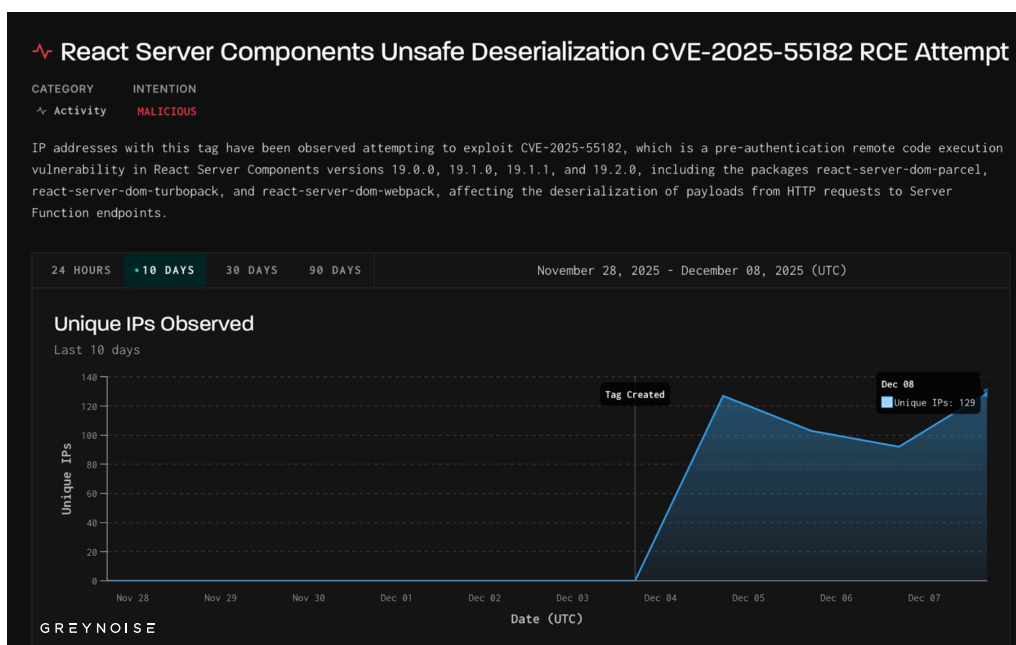 React Server Components Unsafe Deserialization CVE-2025-55182 RCE Attempt
CATEGORY INTENTION
Activity MALICIOUS
IP addresses with this tag have been observed attempting to exploit CVE-2025-55182, which is a pre-authentication remote code execution
vulnerability in React Server Components versions 19.0.0, 19.1.0, 19.1.1, and 19.2.0, including the packages react-server-dom-parcel,
react-server-dom-turbopack, and react-server-dom-webpack, affecting the deserialization of payloads from HTTP requests to Server
Function endpoints.
24 HOURS 10 DAYS 30 DAYS 90 DAYS November 28, 2025 - December 08, 2025 (UTC)
Unique IPs Observed
Last 10 days
140
120
100
80
60
40
20
0
Unique IPs
Tag Created
Dec 08
Unique IPs: 129
Nov 28 Nov 29 Nov 30 Dec 01 Dec 02 Dec 03 Dec 04 Dec 05 Dec 06 Dec 07
Date (UTC)
GREYNOISE